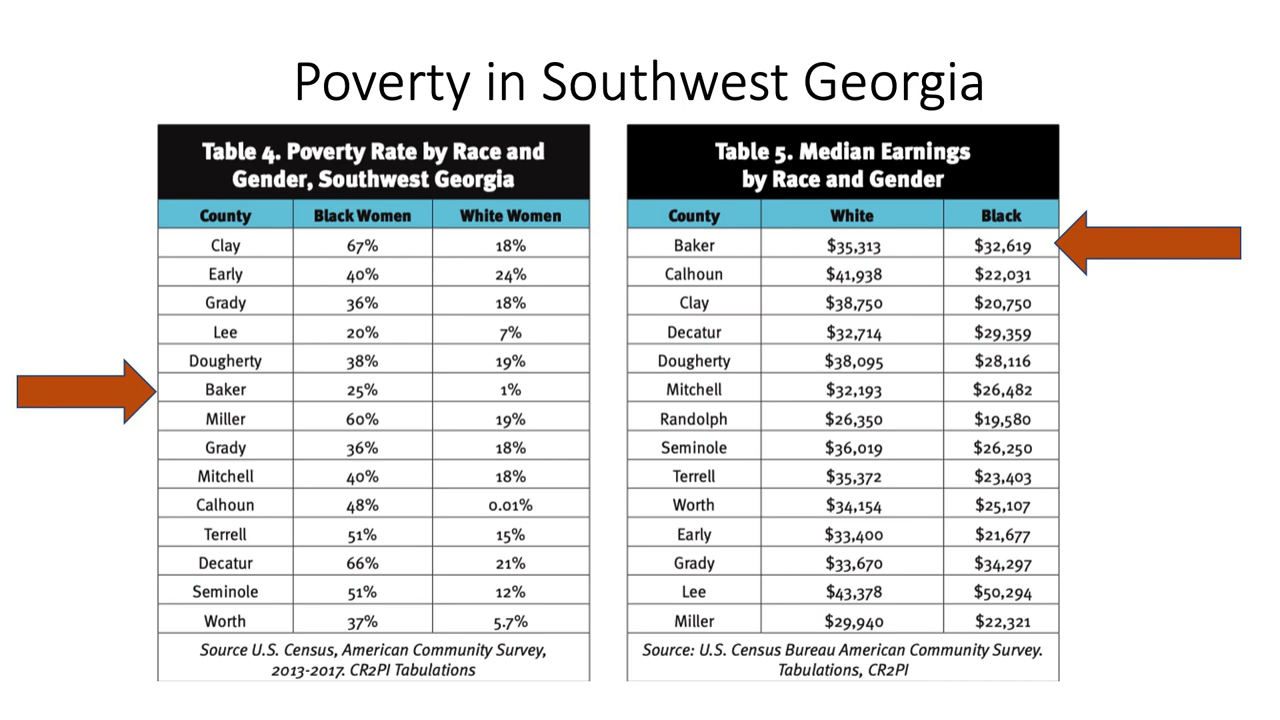 Poverty in Southwest Georgia
Table 4. Poverty Rate by Race and
Gender, Southwest Georgia
County Black Women White Women
Clay 67% 18%
Early 40% 24%
Grady 36% 18%
Lee 20% 7%
Dougherty 38% 19%
Baker 25% 1%
Miller 60% 19%
Grady 36% 18%
Mitchell 40% 18%
Calhoun 48% 0.01%
Terrell 51% 15%
Decatur 66% 21%
Seminole 51% 12%
Worth 37% 5.7%
Source U.S. Census, American Community Survey,
2013-2017. CR2PI Tabulations
Table 5. Median Earnings
by Race and Gender
County White Black
Baker $35,313 $32,619
Calhoun $41,938 $22,031
Clay $38,750 $20,750
Decatur $32,714 $29,359
Dougherty $38,095 $28,116
Mitchell $32,193 $26,482
Randolph $26,350 $19,580
Seminole $36,019 $26,250
Terrell $35,372 $23,403
Worth $34,154 $25,107
Early $33,400 $21,677
Grady $33,670 $34,297
Lee $43,378 $50,294
Miller $29,940 $22,321
Source: U.S. Census Bureau American Community Survey.
Tabulations, CR2PI